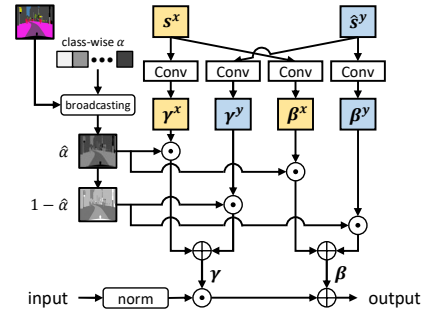 s^x ŝ^y
class-wise α
Conv Conv Conv Conv
broadcasting
γ^x γ^y β^x β^y
α̂
1 − α̂
γ β
input norm output